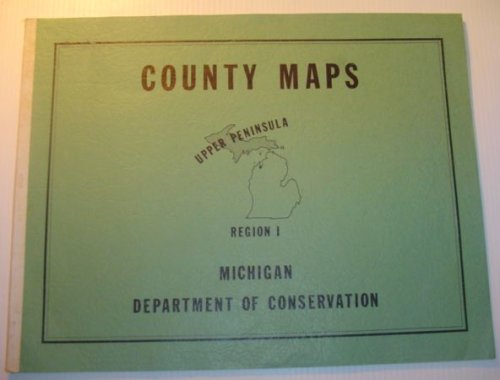 COUNTY MAPS
UPPER PENINSULA
REGION I
MICHIGAN
DEPARTMENT OF CONSERVATION